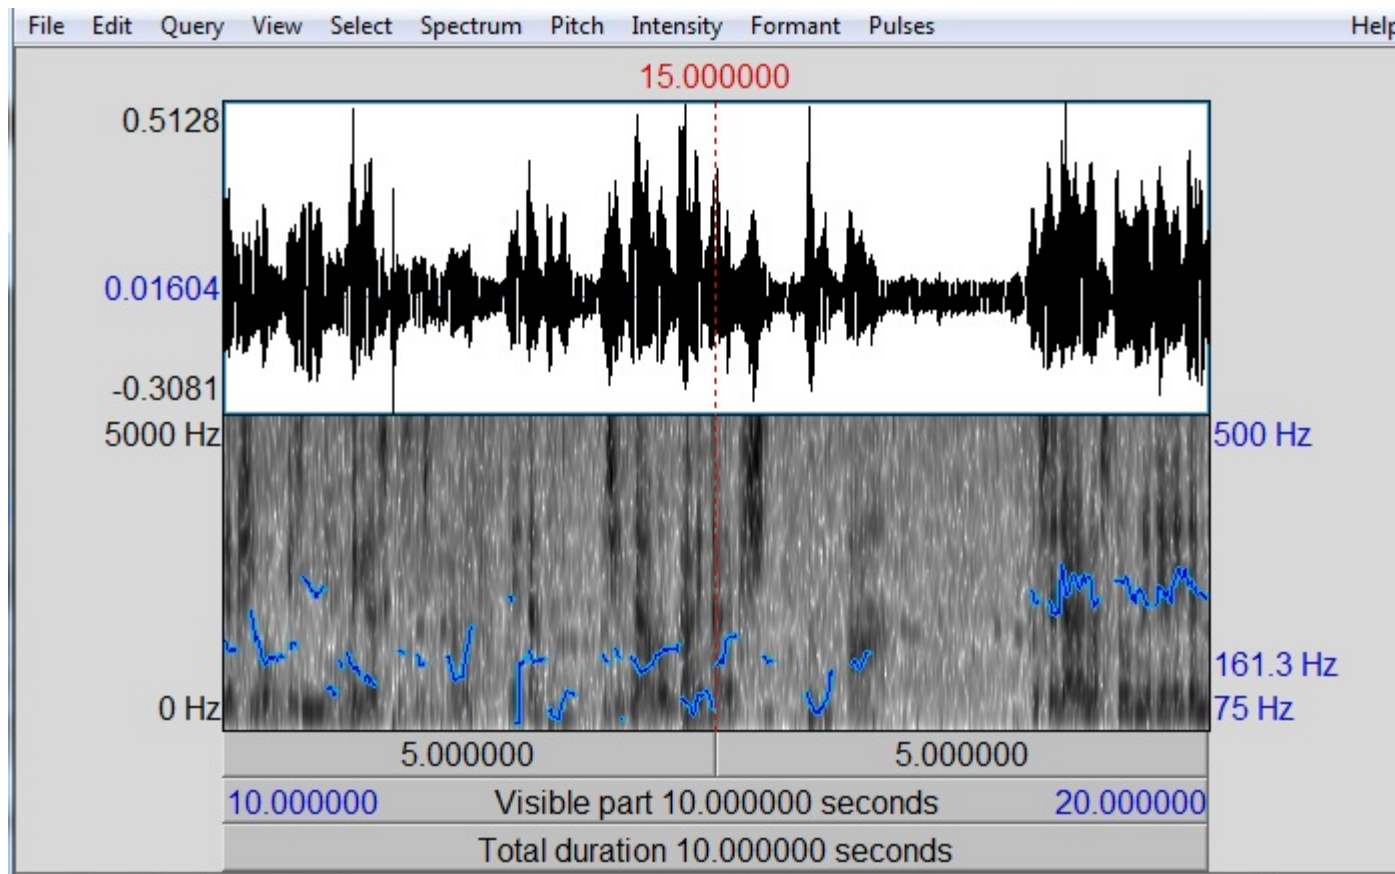 File Edit Query View Select Spectrum Pitch Intensity Formant Pulses Help
15.000000
0.5128
0.01604
-0.3081
5000 Hz 500 Hz
161.3 Hz
0 Hz 75 Hz
5.000000 5.000000
10.000000 Visible part 10.000000 seconds 20.000000
Total duration 10.000000 seconds